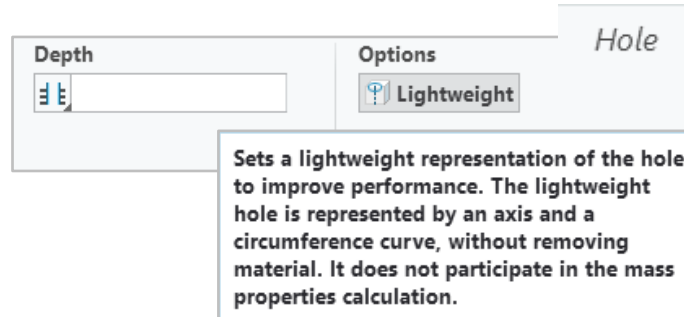 Hole
Depth
Options
Lightweight
Sets a lightweight representation of the hole
to improve performance. The lightweight
hole is represented by an axis and a
circumference curve, without removing
material. It does not participate in the mass
properties calculation.